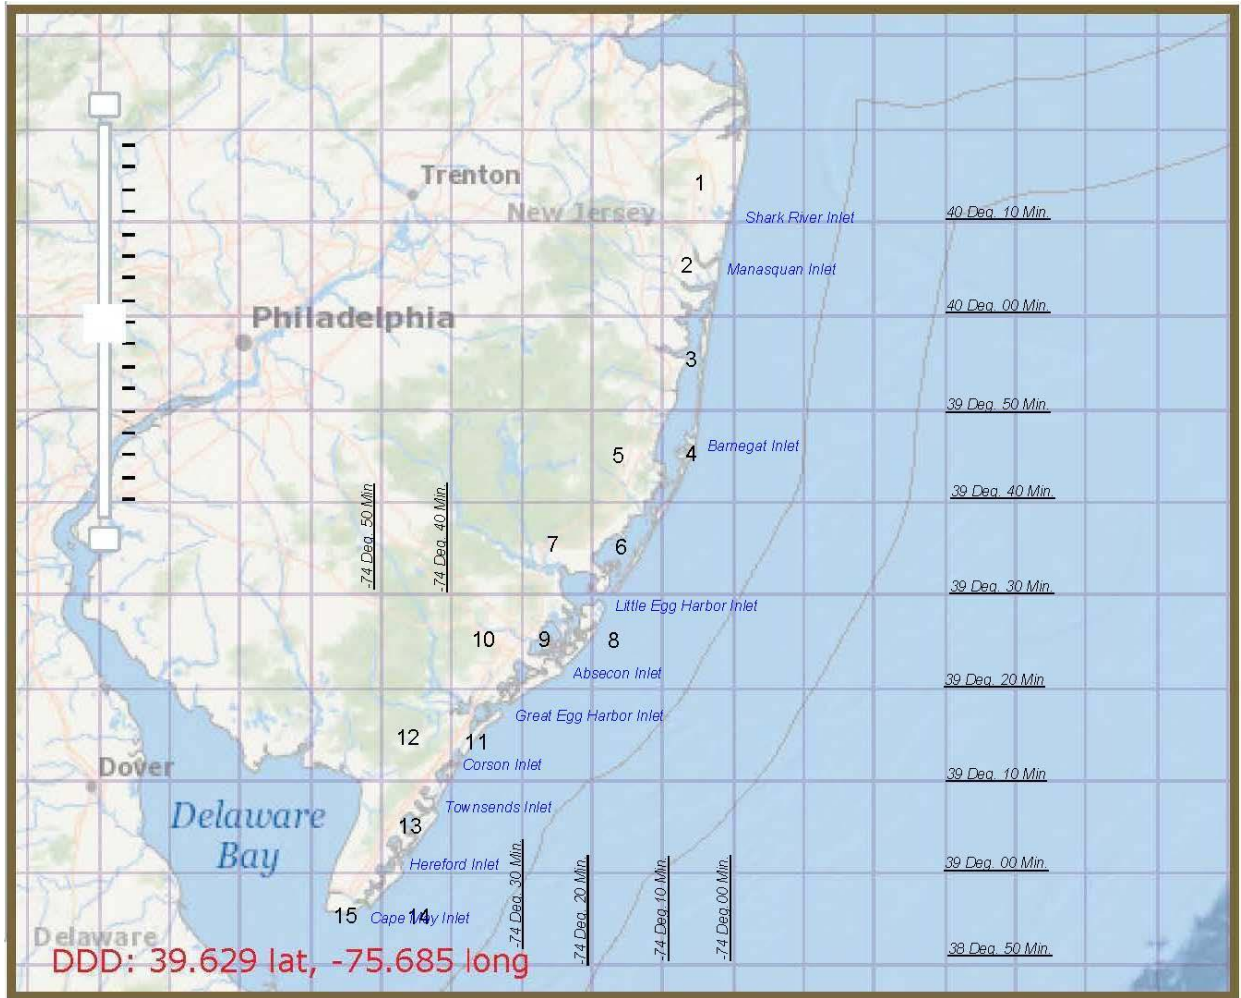 Trenton
1
New Jersey
Shark River Inlet
40 Deg. 10 Min.
2
Manasquan Inlet
40 Deg. 00 Min.
Philadelphia
3
39 Deg. 50 Min.
5
4
Barnegat Inlet
-74 Deg. 50 Min
-74 Deg. 40 Min.
39 Deg. 40 Min.
7
6
39 Deg. 30 Min.
Little Egg Harbor Inlet
10
9
8
Absecon Inlet
39 Deg. 20 Min
Great Egg Harbor Inlet
12
11
Corson Inlet
Dover
39 Deg. 10 Min
Delaware
Bay
Townsends Inlet
13
Hereford Inlet
-74 Deg. 30 Min.
-74 Deg. 20 Min.
-74 Deg.10 Min
-74 Deg.00 Min.
39 Deg. 00 Min.
15
Cape May Inlet
14
Delaware
38 Deg. 50 Min.
DDD: 39.629 lat, -75.685 long